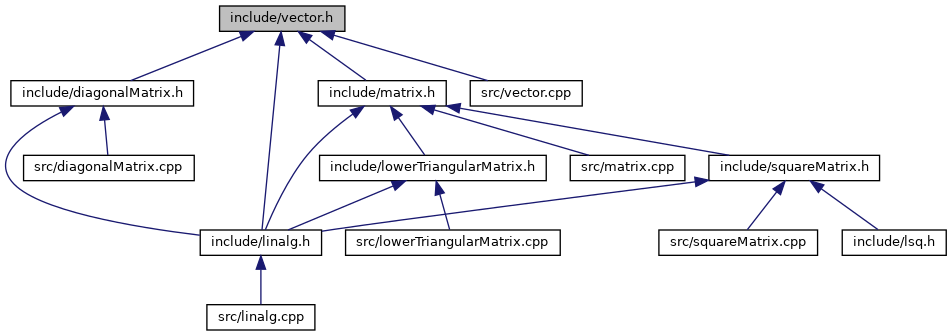 include/vector.h
include/diagonalMatrix.h
include/matrix.h
src/vector.cpp
src/diagonalMatrix.cpp
include/lowerTriangularMatrix.h
src/matrix.cpp
include/squareMatrix.h
include/linalg.h
src/lowerTriangularMatrix.cpp
src/squareMatrix.cpp
include/lsq.h
src/linalg.cpp